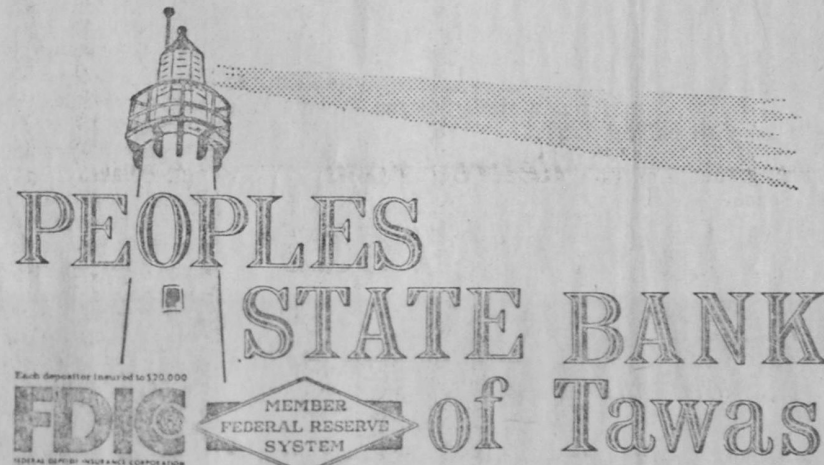 PEOPLES
STATE BANK
of Tawas
Each depositor insured to $20,000
FDIC
FEDERAL DEPOSIT INSURANCE CORPORATION
MEMBER
FEDERAL RESERVE
SYSTEM